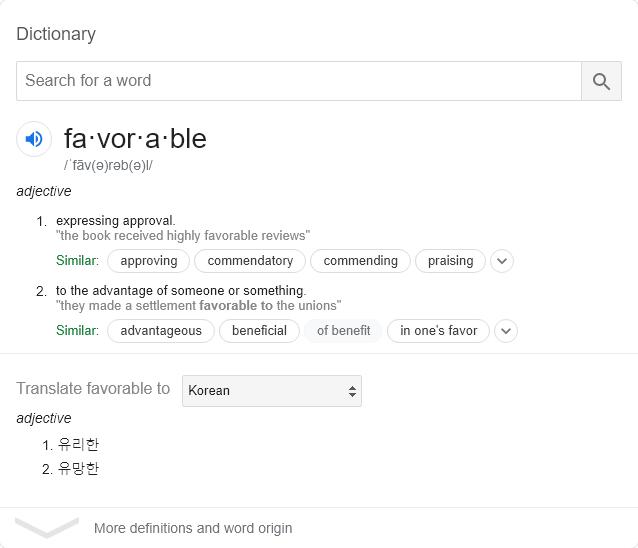 Dictionary
Search for a word
fa·vor·a·ble
/ˈfāv(ə)rəb(ə)l/
adjective
1. expressing approval.
"the book received highly favorable reviews"
Similar: approving commendatory commending praising
2. to the advantage of someone or something.
"they made a settlement favorable to the unions"
Similar: advantageous beneficial of benefit in one's favor
Translate favorable to Korean
adjective
1. 유리한
2. 유망한
More definitions and word origin